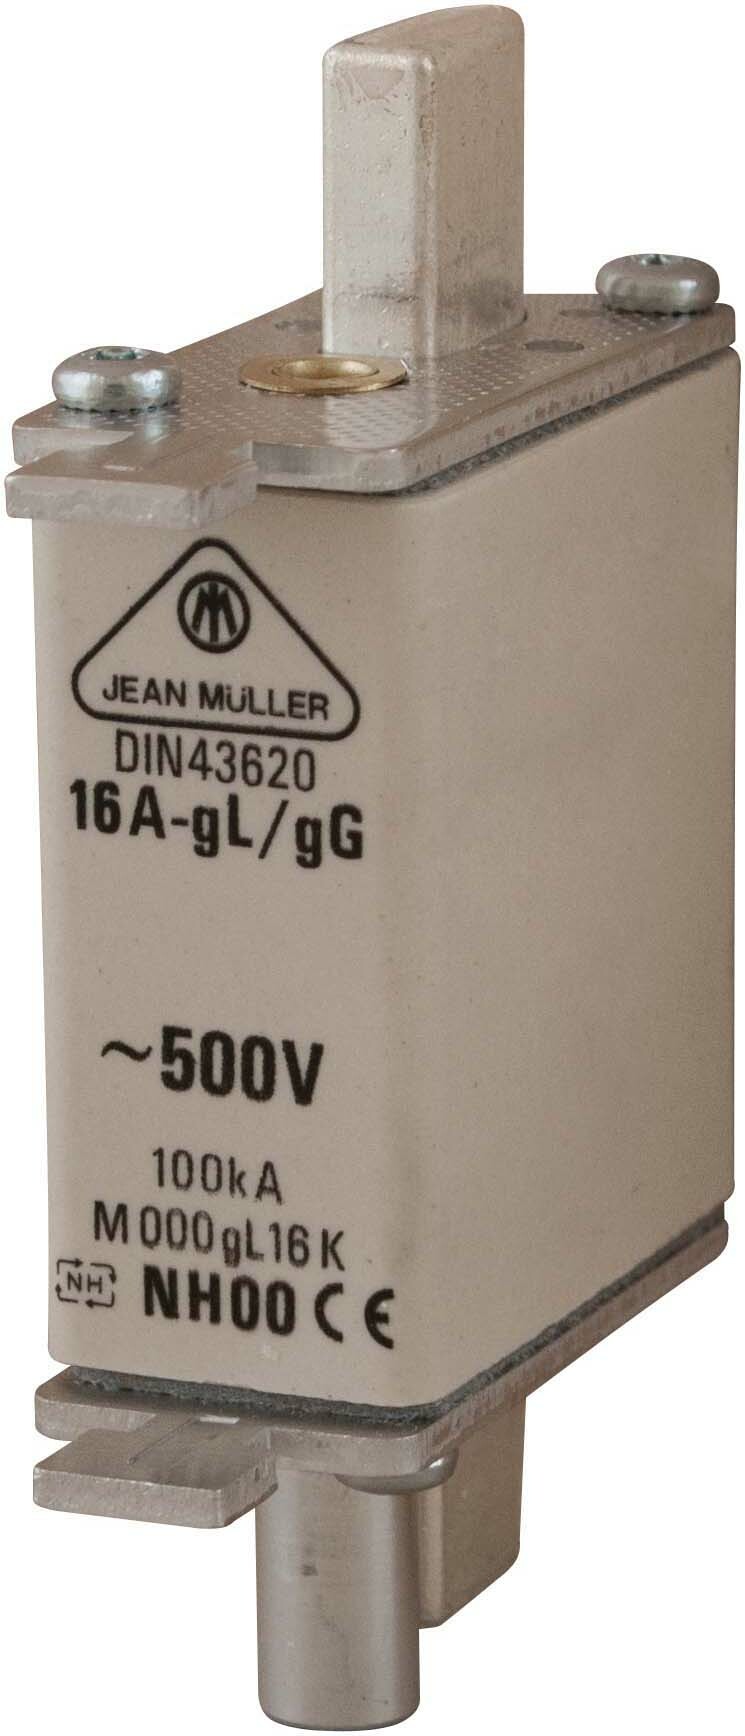 JEAN MÜLLER
DIN43620
16A-gL/gG
~500V
100kA
M000gL16K
NH NH00 CE